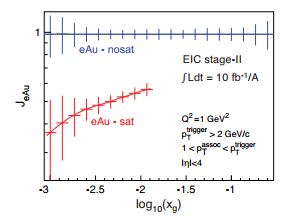 1
eAu - nosat
EIC stage-II
∫Ldt = 10 fb⁻¹/A
J_eAu
eAu - sat
Q²=1 GeV²
p_T^trigger > 2 GeV/c
1 < p_T^assoc < p_T^trigger
|η|<4
-3 -2.5 -2 -1.5 -1
log₁₀(x_g)